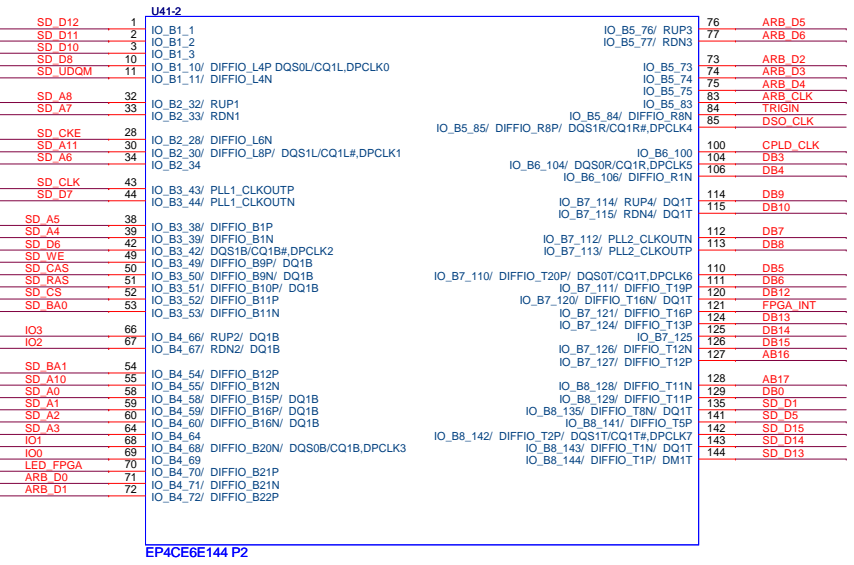 U41-2
SD_D12 1 IO_B1_1
SD_D11 2 IO_B1_2
SD_D10 3 IO_B1_3
SD_D8 10 IO_B1_10/ DIFFIO_L4P DQS0L/CQ1L,DPCLK0
SD_UDQM 11 IO_B1_11/ DIFFIO_L4N
SD_A8 32 IO_B2_32/ RUP1
SD_A7 33 IO_B2_33/ RDN1
SD_CKE 28 IO_B2_28/ DIFFIO_L6N
SD_A11 30 IO_B2_30/ DIFFIO_L8P/ DQS1L/CQ1L#,DPCLK1
SD_A6 34 IO_B2_34
SD_CLK 43 IO_B3_43/ PLL1_CLKOUTP
SD_D7 44 IO_B3_44/ PLL1_CLKOUTN
SD_A5 38 IO_B3_38/ DIFFIO_B1P
SD_A4 39 IO_B3_39/ DIFFIO_B1N
SD_D6 42 IO_B3_42/ DQS1B/CQ1B#,DPCLK2
SD_WE 49 IO_B3_49/ DIFFIO_B9P/ DQ1B
SD_CAS 50 IO_B3_50/ DIFFIO_B9N/ DQ1B
SD_RAS 51 IO_B3_51/ DIFFIO_B10P/ DQ1B
SD_CS 52 IO_B3_52/ DIFFIO_B11P
SD_BA0 53 IO_B3_53/ DIFFIO_B11N
IO3 66 IO_B4_66/ RUP2/ DQ1B
IO2 67 IO_B4_67/ RDN2/ DQ1B
SD_BA1 54 IO_B4_54/ DIFFIO_B12P
SD_A10 55 IO_B4_55/ DIFFIO_B12N
SD_A0 58 IO_B4_58/ DIFFIO_B15P/ DQ1B
SD_A1 59 IO_B4_59/ DIFFIO_B16P/ DQ1B
SD_A2 60 IO_B4_60/ DIFFIO_B16N/ DQ1B
SD_A3 64 IO_B4_64
IO1 68 IO_B4_68/ DIFFIO_B20N/ DQS0B/CQ1B,DPCLK3
IO0 69 IO_B4_69
LED_FPGA 70 IO_B4_70/ DIFFIO_B21P
ARB_D0 71 IO_B4_71/ DIFFIO_B21N
ARB_D1 72 IO_B4_72/ DIFFIO_B22P
IO_B5_76/ RUP3 76 ARB_D5
IO_B5_77/ RDN3 77 ARB_D6
IO_B5_73 73 ARB_D2
IO_B5_74 74 ARB_D3
IO_B5_75 75 ARB_D4
IO_B5_83 83 ARB_CLK
IO_B5_84/ DIFFIO_R8N 84 TRIGIN
IO_B5_85/ DIFFIO_R8P/ DQS1R/CQ1R#,DPCLK4 85 DSO_CLK
IO_B6_100 100 CPLD_CLK
IO_B6_104/ DQS0R/CQ1R,DPCLK5 104 DB3
IO_B6_106/ DIFFIO_R1N 106 DB4
IO_B7_114/ RUP4/ DQ1T 114 DB9
IO_B7_115/ RDN4/ DQ1T 115 DB10
IO_B7_112/ PLL2_CLKOUTN 112 DB7
IO_B7_113/ PLL2_CLKOUTP 113 DB8
IO_B7_110/ DIFFIO_T20P/ DQS0T/CQ1T,DPCLK6 110 DB5
IO_B7_111/ DIFFIO_T19P 111 DB6
IO_B7_120/ DIFFIO_T16N/ DQ1T 120 DB12
IO_B7_121/ DIFFIO_T16P 121 FPGA_INT
IO_B7_124/ DIFFIO_T13P 124 DB13
IO_B7_125 125 DB14
IO_B7_126/ DIFFIO_T12N 126 DB15
IO_B7_127/ DIFFIO_T12P 127 AB16
IO_B8_128/ DIFFIO_T11N 128 AB17
IO_B8_129/ DIFFIO_T11P 129 DB0
IO_B8_135/ DIFFIO_T8N/ DQ1T 135 SD_D1
IO_B8_141/ DIFFIO_T5P 141 SD_D5
IO_B8_142/ DIFFIO_T2P/ DQS1T/CQ1T#,DPCLK7 142 SD_D15
IO_B8_143/ DIFFIO_T1N/ DQ1T 143 SD_D14
IO_B8_144/ DIFFIO_T1P/ DM1T 144 SD_D13
EP4CE6E144 P2